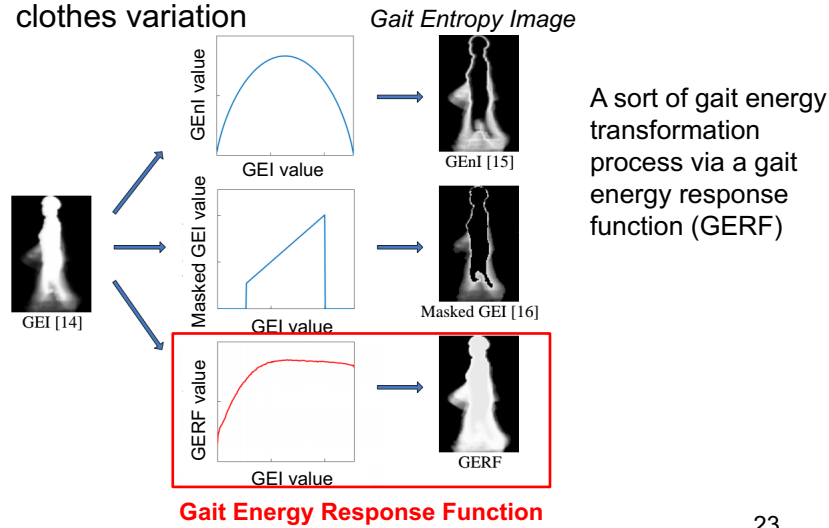 clothes variation
Gait Entropy Image
GEnI value
GEI value
GEnI [15]
A sort of gait energy
transformation
process via a gait
energy response
function (GERF)
GEI [14]
Masked GEI value
GEI value
Masked GEI [16]
GERF value
GEI value
GERF
Gait Energy Response Function
23